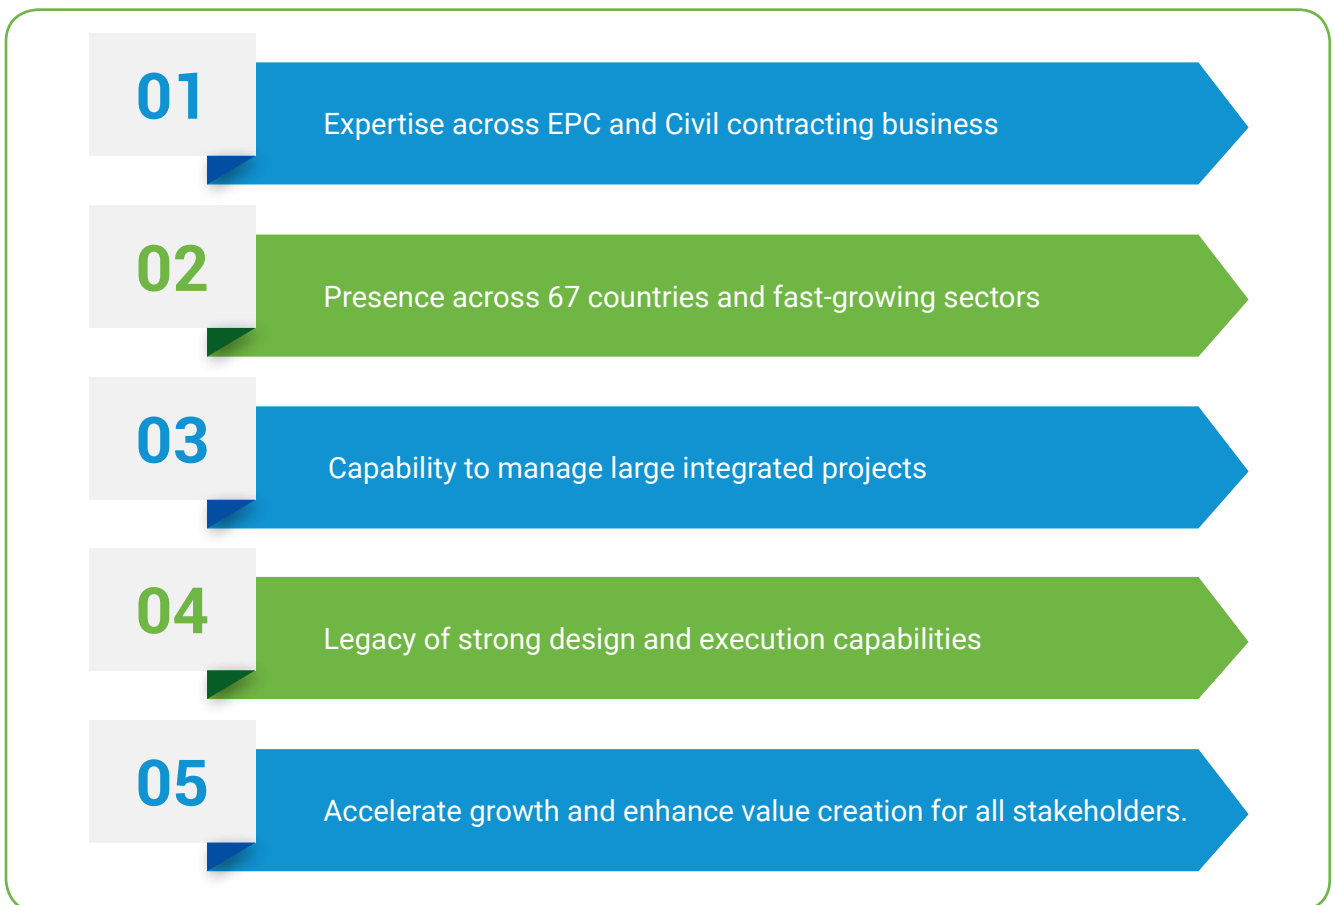 01
Expertise across EPC and Civil contracting business
02
Presence across 67 countries and fast-growing sectors
03
Capability to manage large integrated projects
04
Legacy of strong design and execution capabilities
05
Accelerate growth and enhance value creation for all stakeholders.